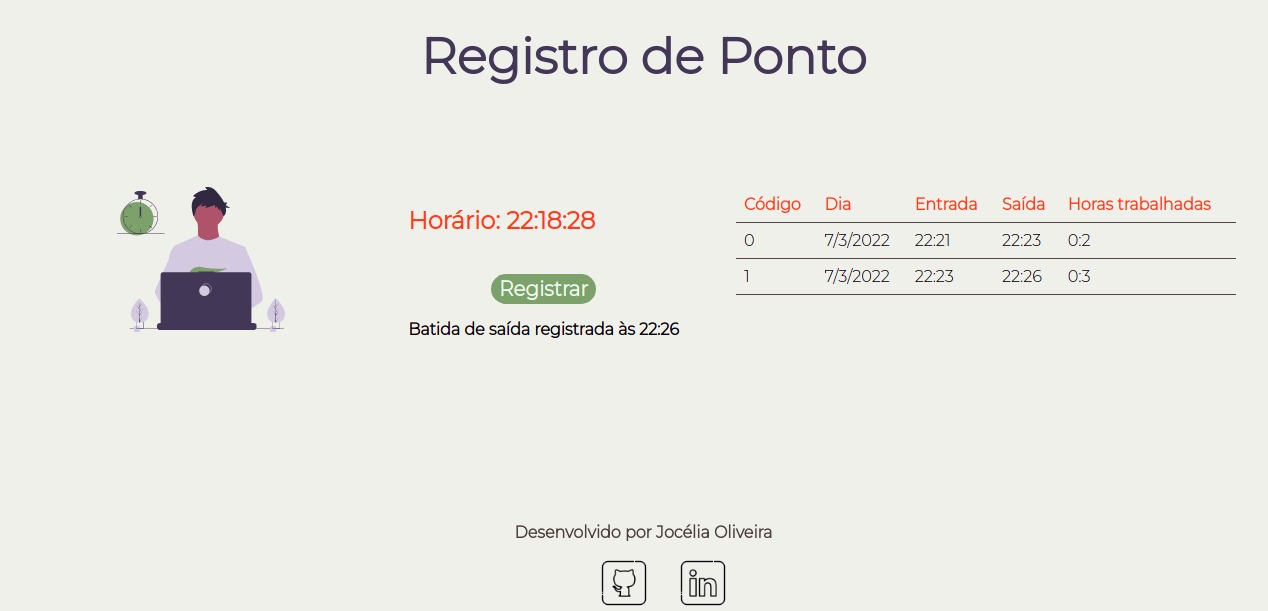 Registro de Ponto
Horário: 22:18:28
Registrar
Batida de saída registrada às 22:26
Código Dia Entrada Saída Horas trabalhadas
0 7/3/2022 22:21 22:23 0:2
1 7/3/2022 22:23 22:26 0:3
Desenvolvido por Jocélia Oliveira
in